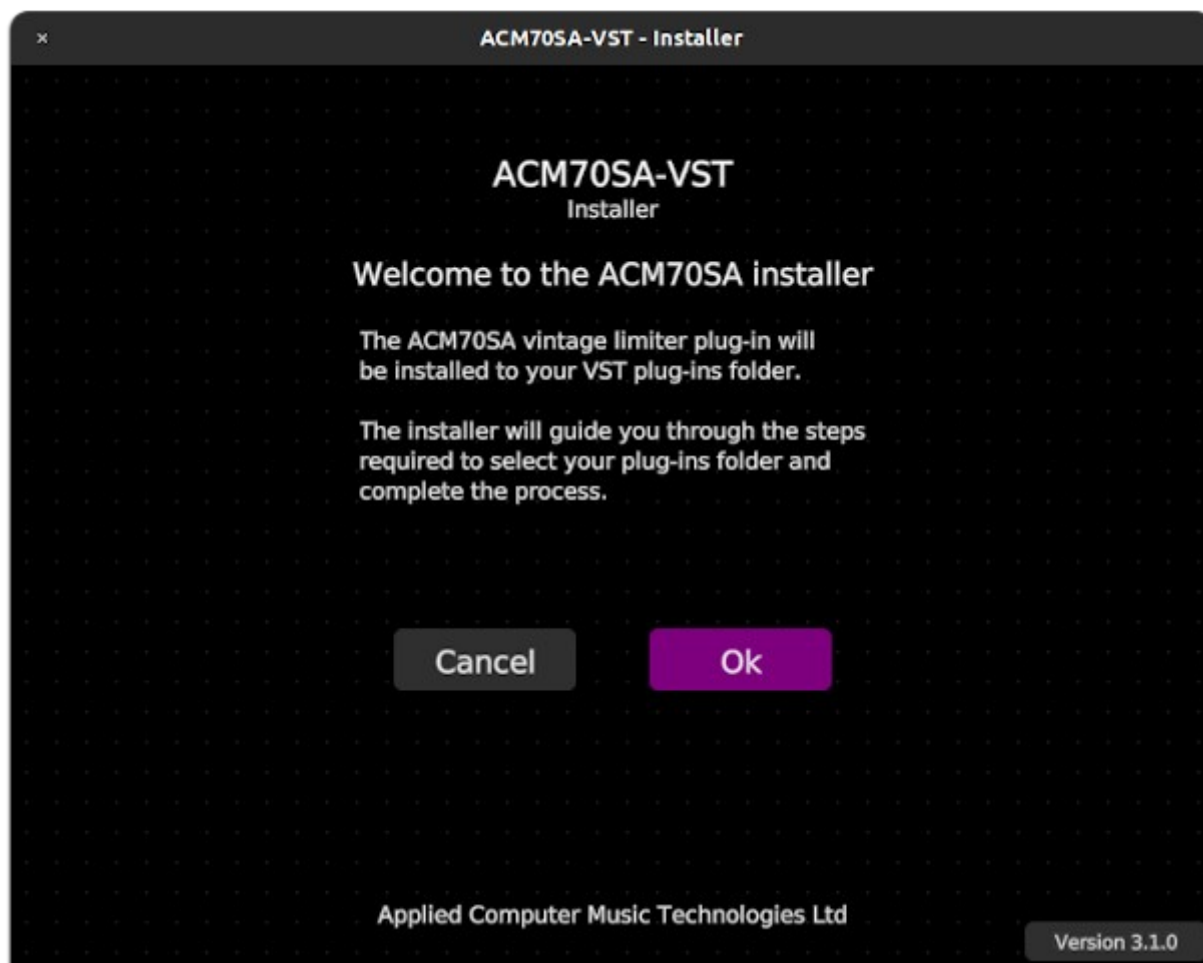 ACM70SA-VST - Installer
ACM70SA-VST
Installer
Welcome to the ACM70SA installer
The ACM70SA vintage limiter plug-in will
be installed to your VST plug-ins folder.
The installer will guide you through the steps
required to select your plug-ins folder and
complete the process.
Cancel Ok
Applied Computer Music Technologies Ltd
Version 3.1.0